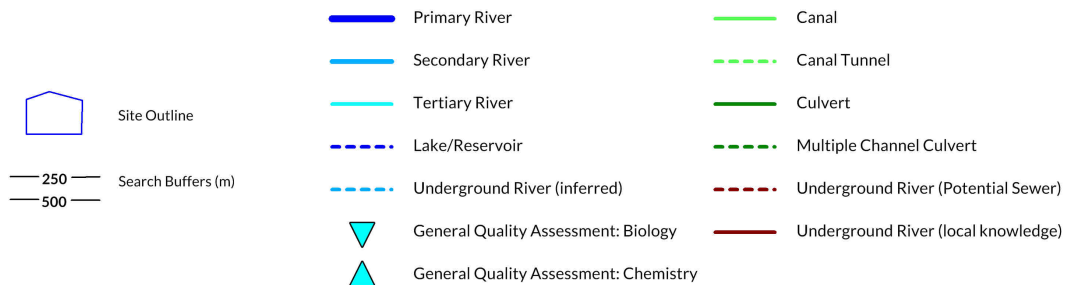 Site Outline
250
500
Search Buffers (m)
Primary River
Secondary River
Tertiary River
Lake/Reservoir
Underground River (inferred)
General Quality Assessment: Biology
General Quality Assessment: Chemistry
Canal
Canal Tunnel
Culvert
Multiple Channel Culvert
Underground River (Potential Sewer)
Underground River (local knowledge)